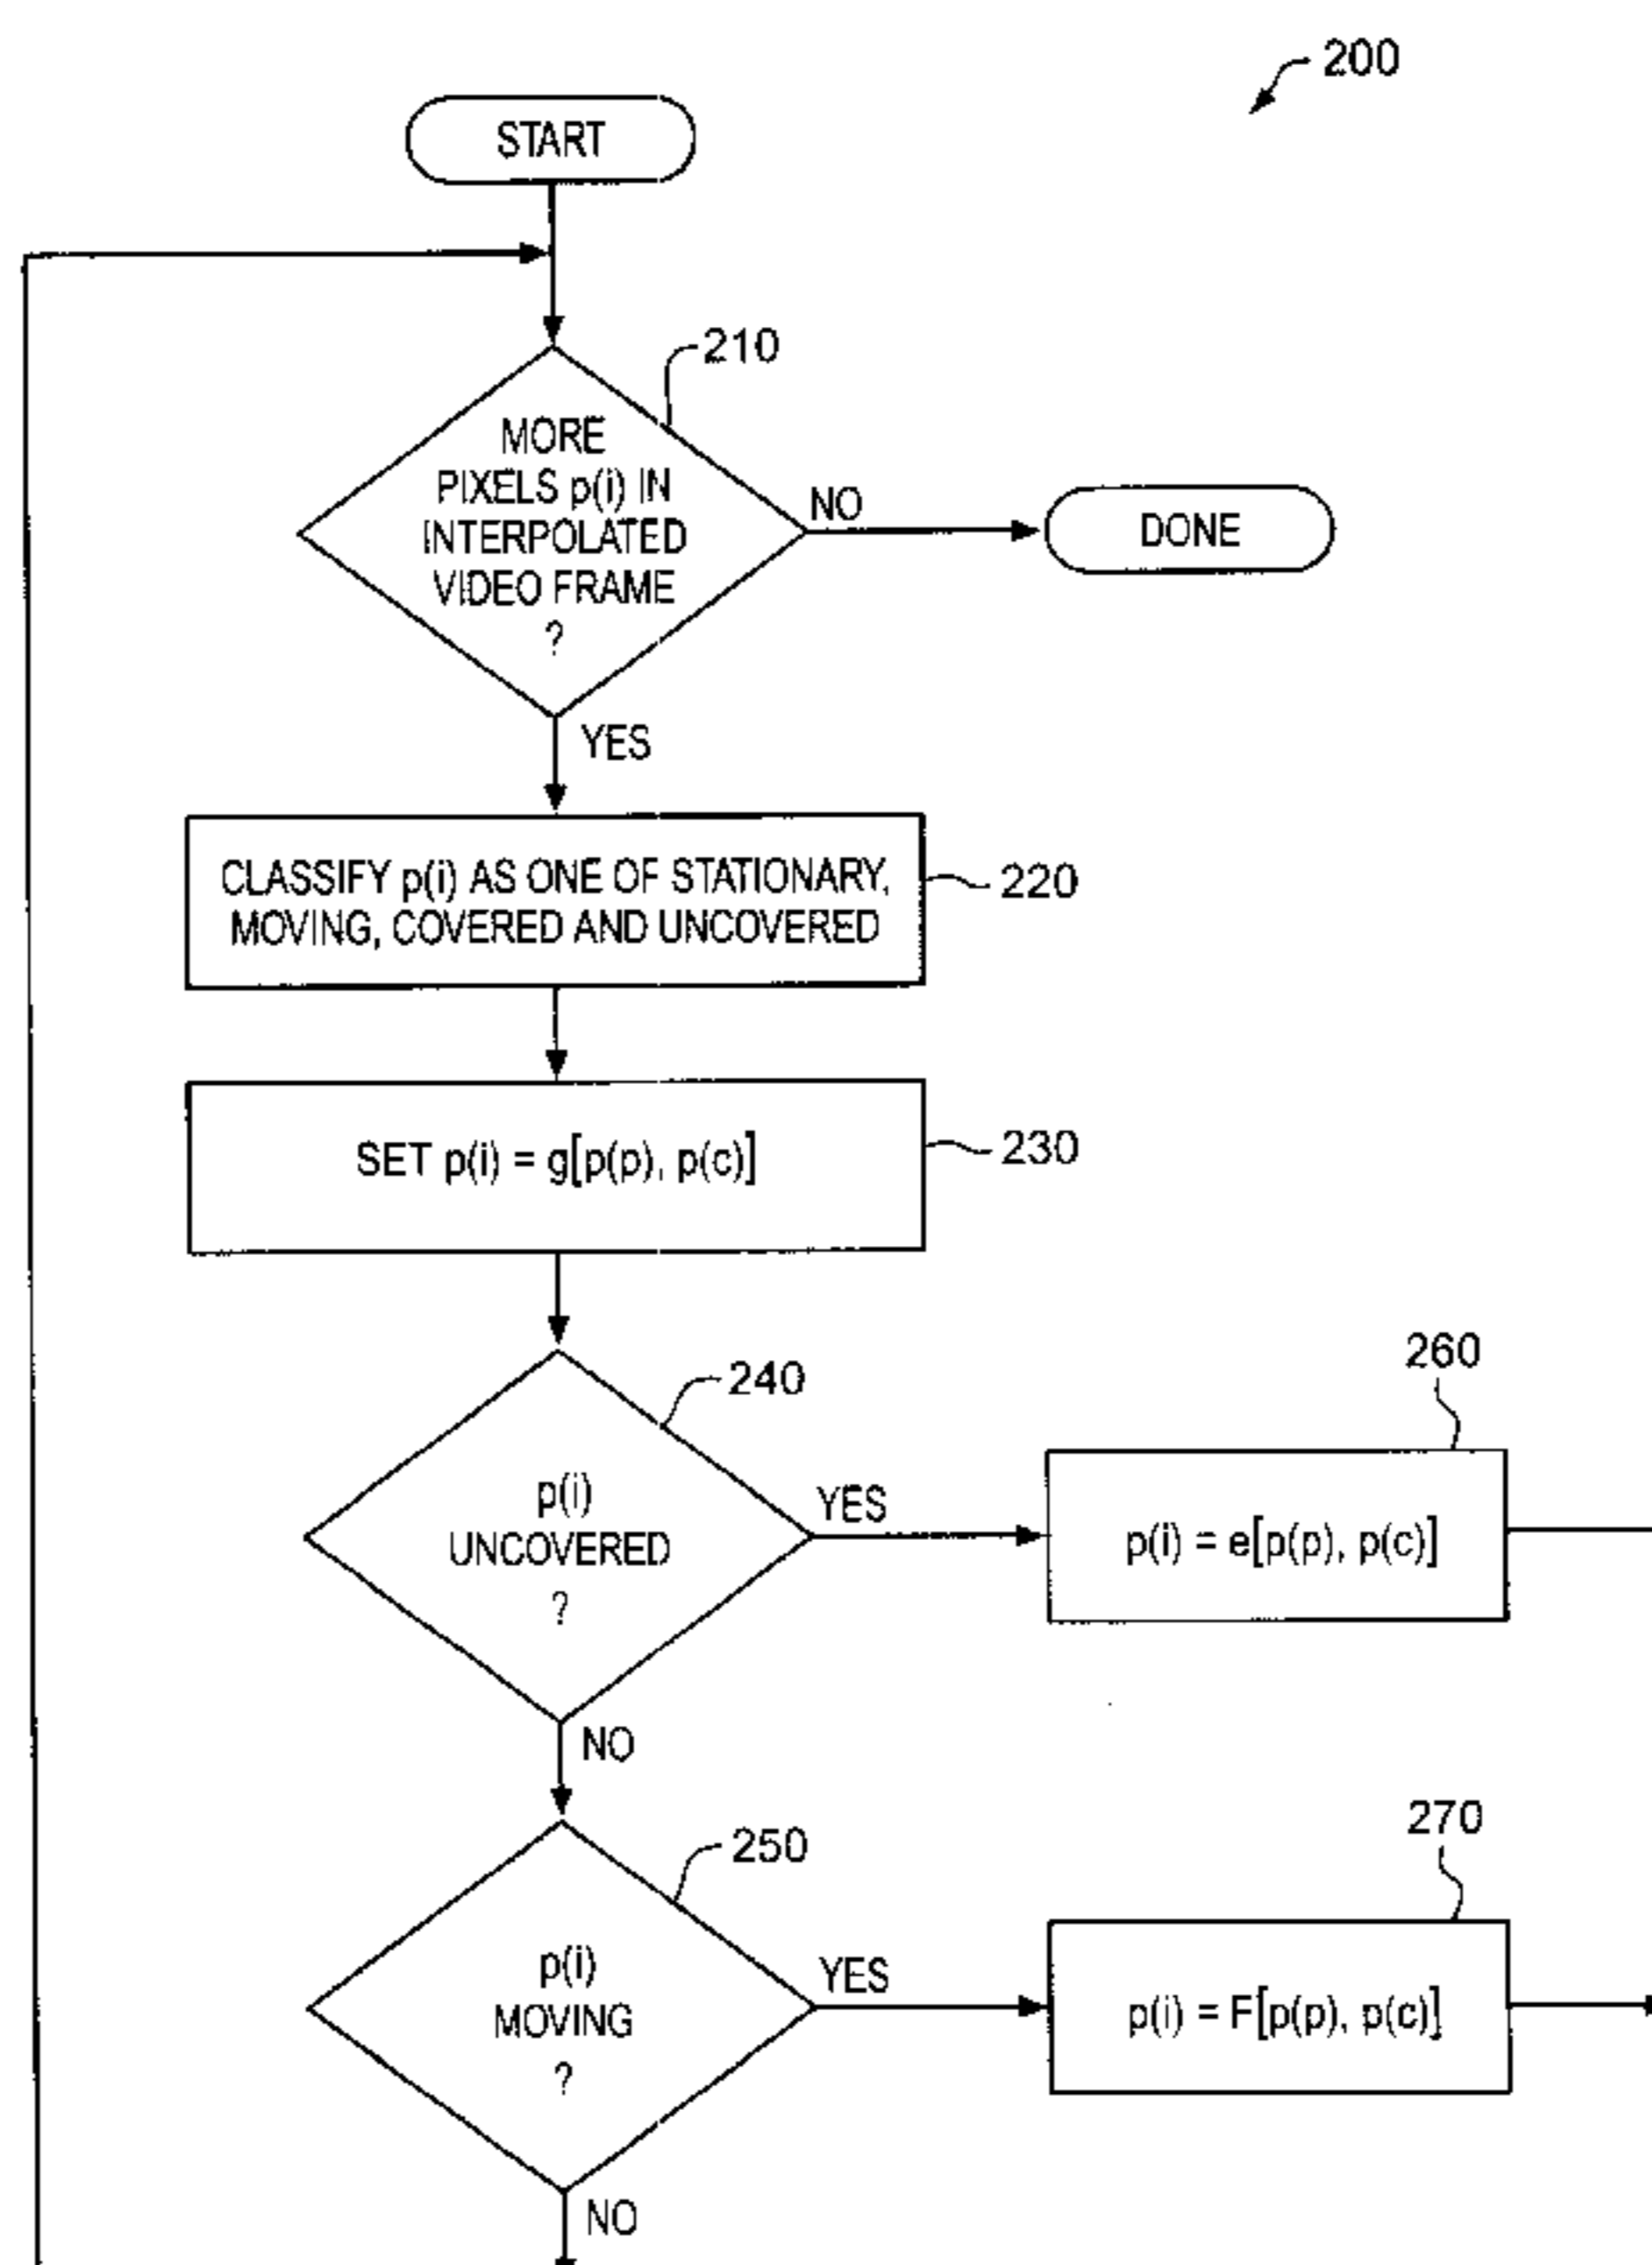 200
START
210
MORE
PIXELS p(i) IN
INTERPOLATED
VIDEO FRAME
?
NO
DONE
YES
CLASSIFY p(i) AS ONE OF STATIONARY,
MOVING, COVERED AND UNCOVERED
220
SET p(i) = g[p(p), p(c)]
230
240
p(i)
UNCOVERED
?
YES
260
p(i) = e[p(p), p(c)]
NO
250
p(i)
MOVING
?
YES
270
p(i) = F[p(p), p(c)]
NO